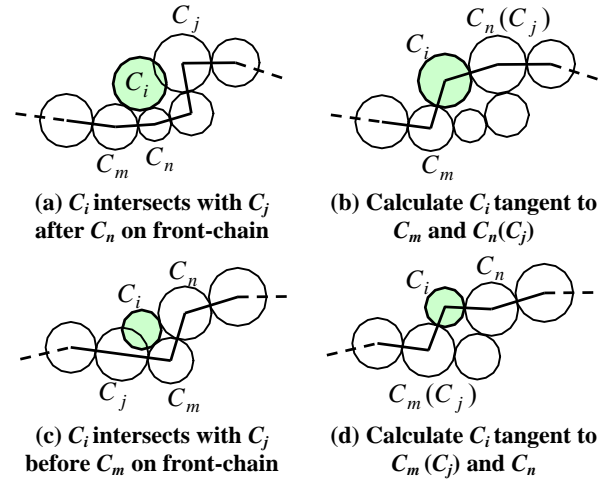 C_j
C_i
C_m
C_n
(a) C_i intersects with C_j
after C_n on front-chain
C_n(C_j)
C_i
C_m
(b) Calculate C_i tangent to
C_m and C_n(C_j)
C_n
C_i
C_j
C_m
(c) C_i intersects with C_j
before C_m on front-chain
C_n
C_i
C_m(C_j)
(d) Calculate C_i tangent to
C_m (C_j) and C_n